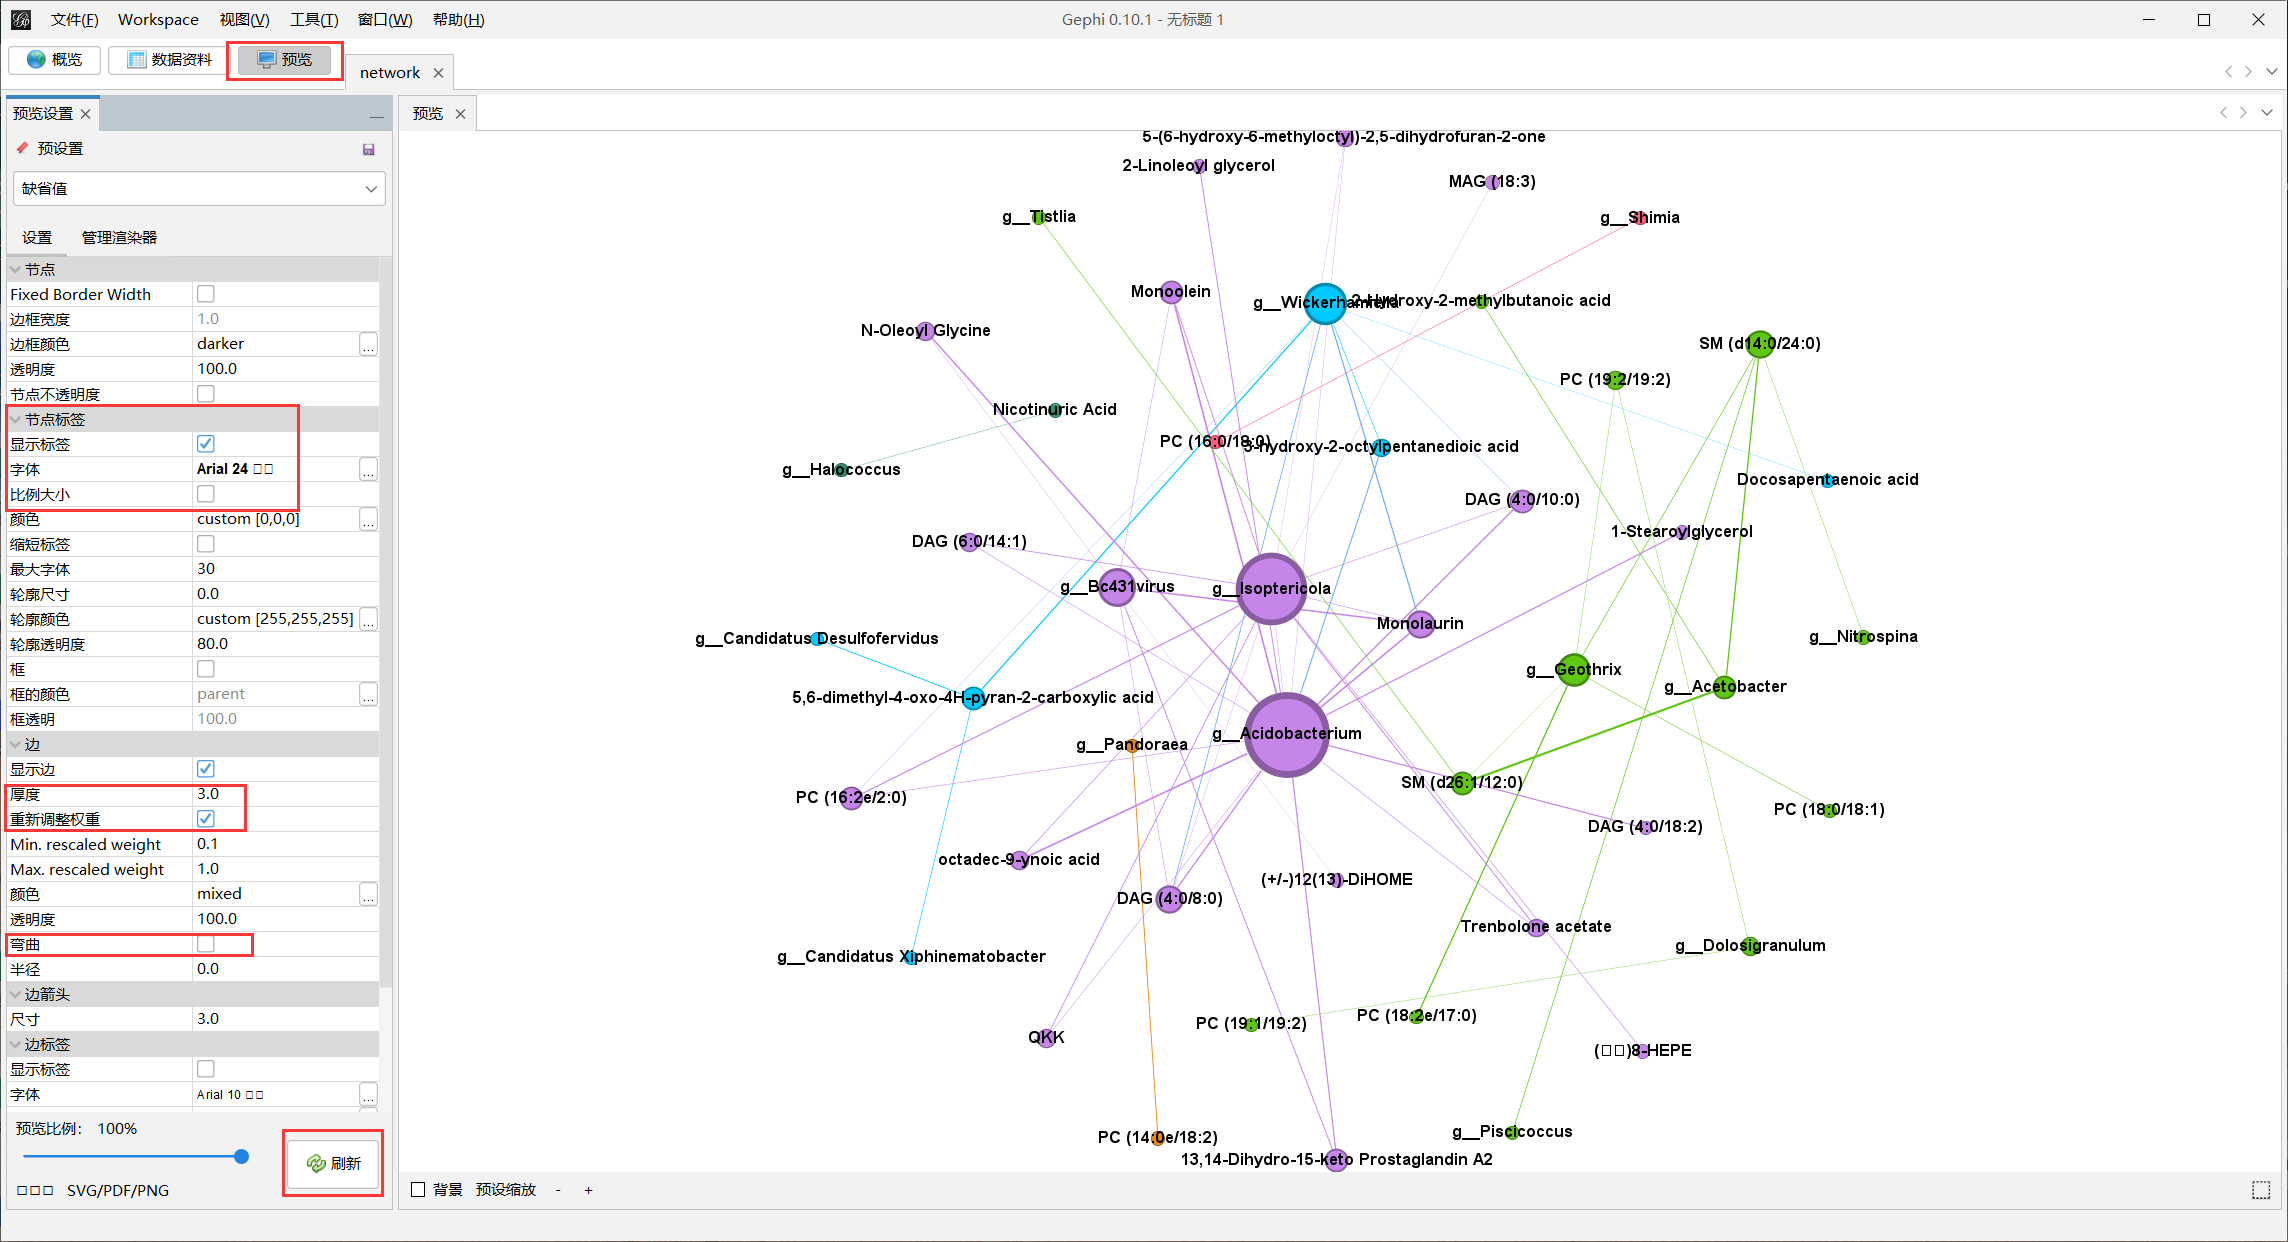 文件(F) Workspace 视图(V) 工具(T) 窗口(W) 帮助(H) Gephi 0.10.1 - 无标题 1
概览 数据资料 预览 network
预览设置
预设置
缺省值
设置 管理渲染器
节点
Fixed Border Width
边框宽度 1.0
边框颜色 darker ...
透明度 100.0
节点不透明度
节点标签
显示标签
字体 Arial 24 □□ ...
比例大小
颜色 custom [0,0,0] ...
缩短标签
最大字体 30
轮廓尺寸 0.0
轮廓颜色 custom [255,255,255] ...
轮廓透明度 80.0
框
框的颜色 parent ...
框透明 100.0
边
显示边
厚度 3.0
重新调整权重
Min. rescaled weight 0.1
Max. rescaled weight 1.0
颜色 mixed ...
透明度 100.0
弯曲
半径 0.0
边箭头
尺寸 3.0
边标签
显示标签
字体 Arial 10 □□ ...
预览比例： 100%
刷新
□□□ SVG/PDF/PNG
预览
5-(6-hydroxy-6-methyloctyl)-2,5-dihydrofuran-2-one
2-Linoleoyl glycerol
MAG (18:3)
g__Tistlia
g__Shimia
Monoolein
g__Wickerhamiella
2-Hydroxy-2-methylbutanoic acid
N-Oleoyl Glycine
SM (d14:0/24:0)
PC (19:2/19:2)
Nicotinuric Acid
PC (16:0/18:0)
3-hydroxy-2-octylpentanedioic acid
g__Halococcus
Docosapentaenoic acid
DAG (4:0/10:0)
1-Stearoylglycerol
DAG (6:0/14:1)
g__Bc431virus
g__Isoptericola
Monolaurin
g__Candidatus Desulfofervidus
g__Nitrospina
g__Geothrix
g__Acetobacter
5,6-dimethyl-4-oxo-4H-pyran-2-carboxylic acid
g__Acidobacterium
g__Pandoraea
SM (d26:1/12:0)
PC (16:2e/2:0)
PC (18:0/18:1)
DAG (4:0/18:2)
octadec-9-ynoic acid
(+/-)12(13)-DiHOME
DAG (4:0/8:0)
Trenbolone acetate
g__Dolosigranulum
g__Candidatus Xiphinematobacter
PC (18:2e/17:0)
PC (19:1/19:2)
QKK
(□□)8-HEPE
g__Piscicoccus
PC (14:0e/18:2)
13,14-Dihydro-15-keto Prostaglandin A2
背景 预设缩放 - +